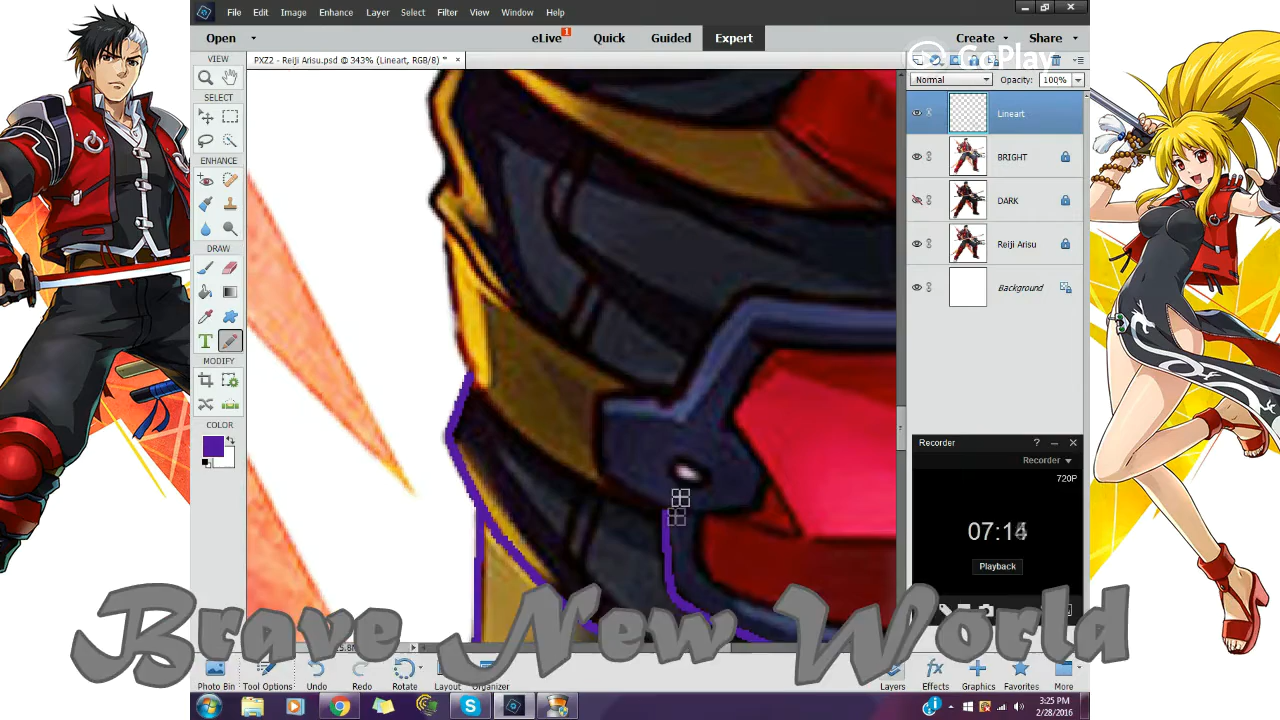 File Edit Image Enhance Layer Select Filter View Window Help
Open eLive 1 Quick Guided Expert Create Share
GoPlay
VIEW PXZ2 - Reiji Arisu.psd @ 343% (Lineart, RGB/8) * ×
Normal Opacity: 100%
SELECT
Lineart
ENHANCE
BRIGHT
DARK
DRAW
Reiji Arisu
Background
T
MODIFY
COLOR
Recorder ?
Recorder
720P
Playback
Brave New World
Photo Bin Tool Options Undo Redo Rotate Layout Organizer Layers Effects Graphics Favorites More
3:25 PM
2/28/2016